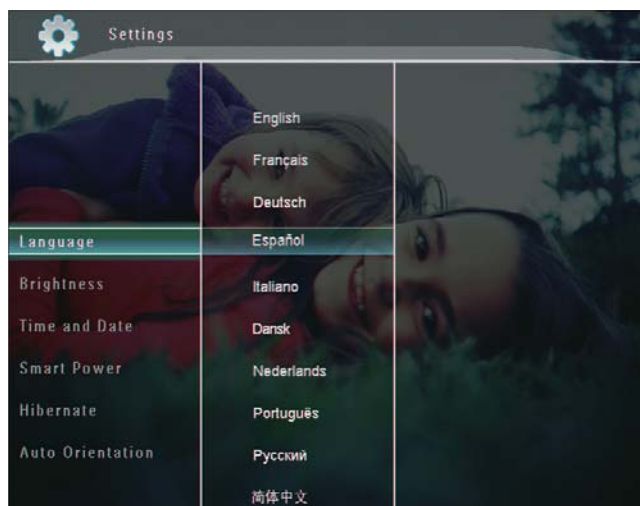 Settings
Language
Brightness
Time and Date
Smart Power
Hibernate
Auto Orientation
English
Français
Deutsch
Español
Italiano
Dansk
Nederlands
Português
Русский
简体中文